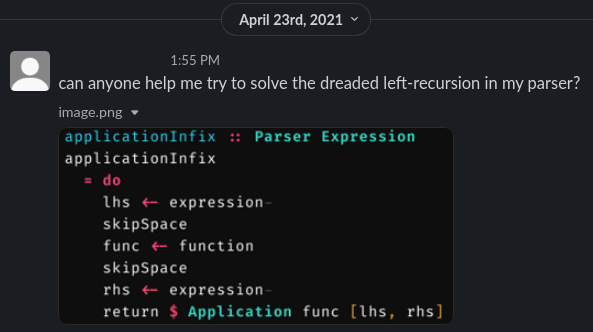 April 23rd, 2021
1:55 PM
can anyone help me try to solve the dreaded left-recursion in my parser?
image.png
applicationInfix :: Parser Expression
applicationInfix
= do
lhs ← expression-
skipSpace
func ← function
skipSpace
rhs ← expression-
return $ Application func [lhs, rhs]